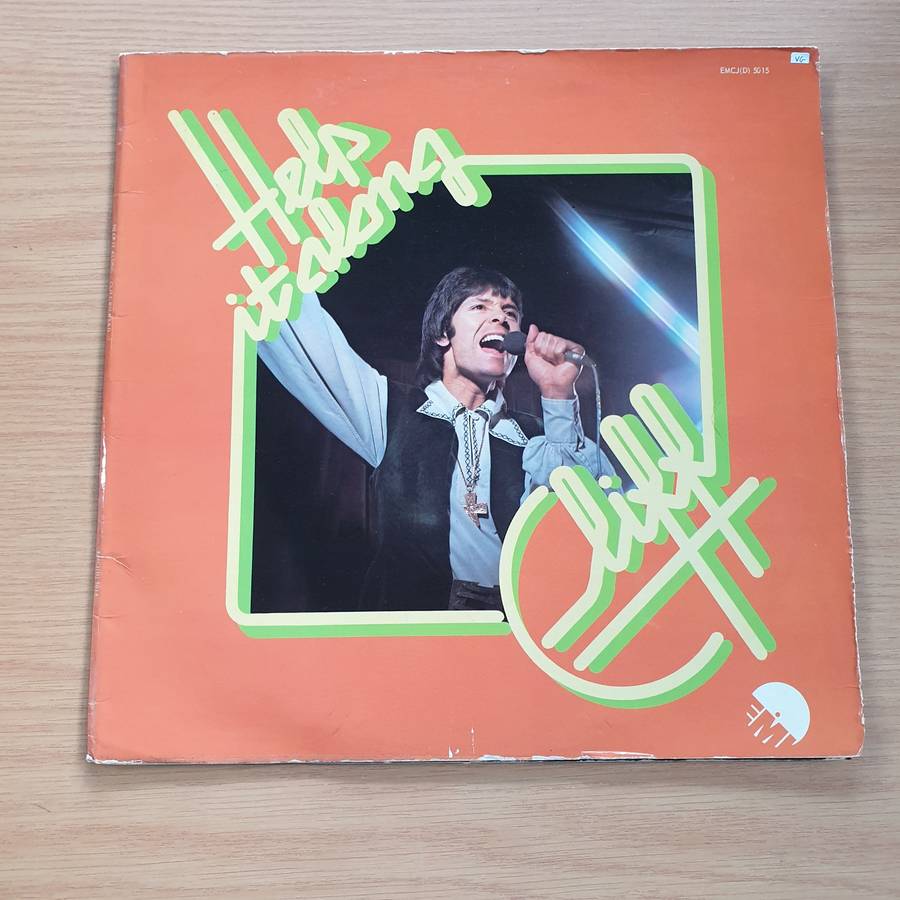 VG
EMCJ(D) 5015
Help
it along
Cliff
EMI